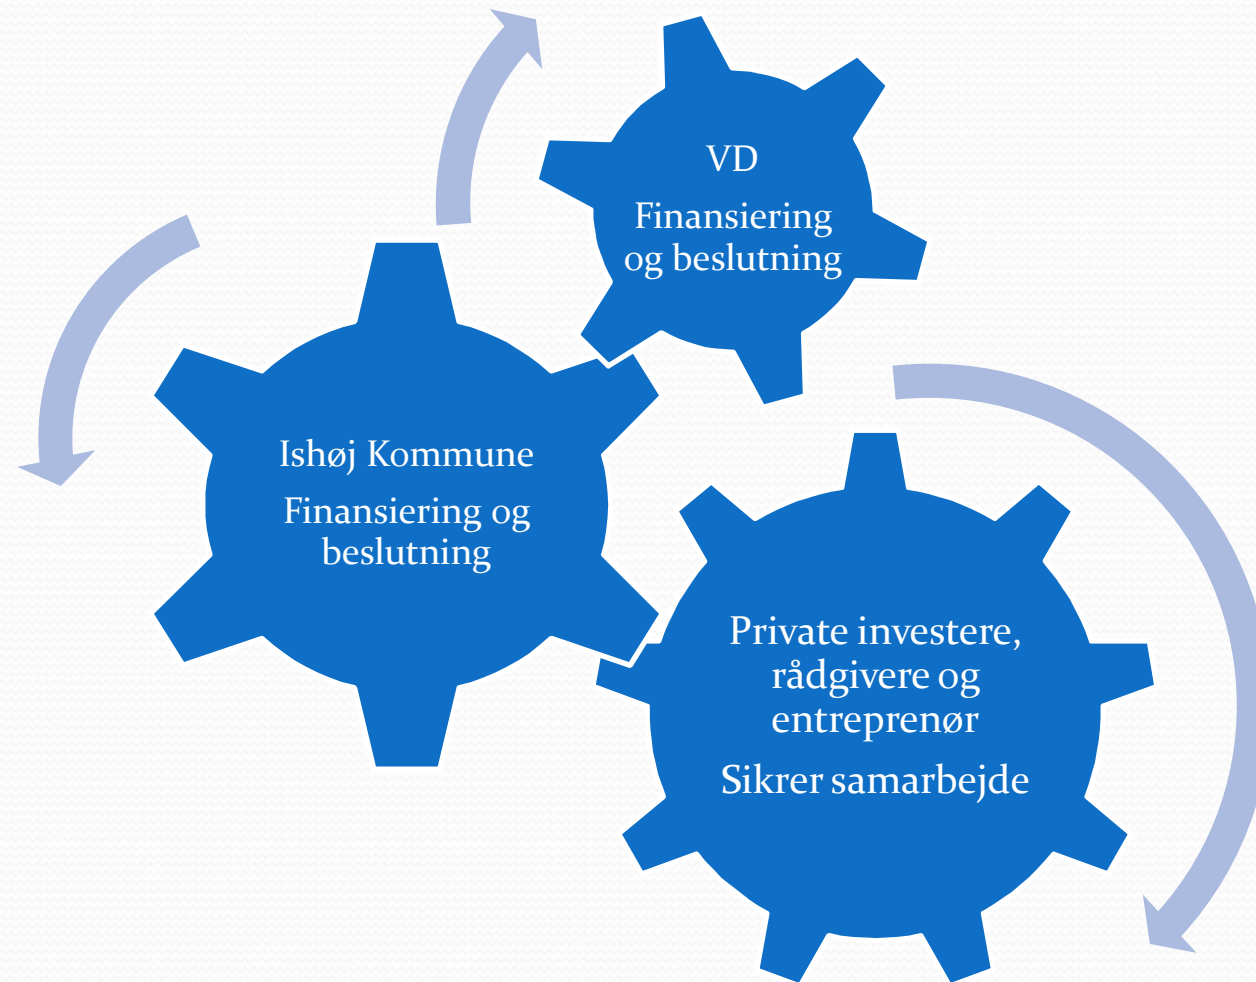 VD
Finansiering
og beslutning
Ishøj Kommune
Finansiering og
beslutning
Private investere,
rådgivere og
entreprenør
Sikrer samarbejde